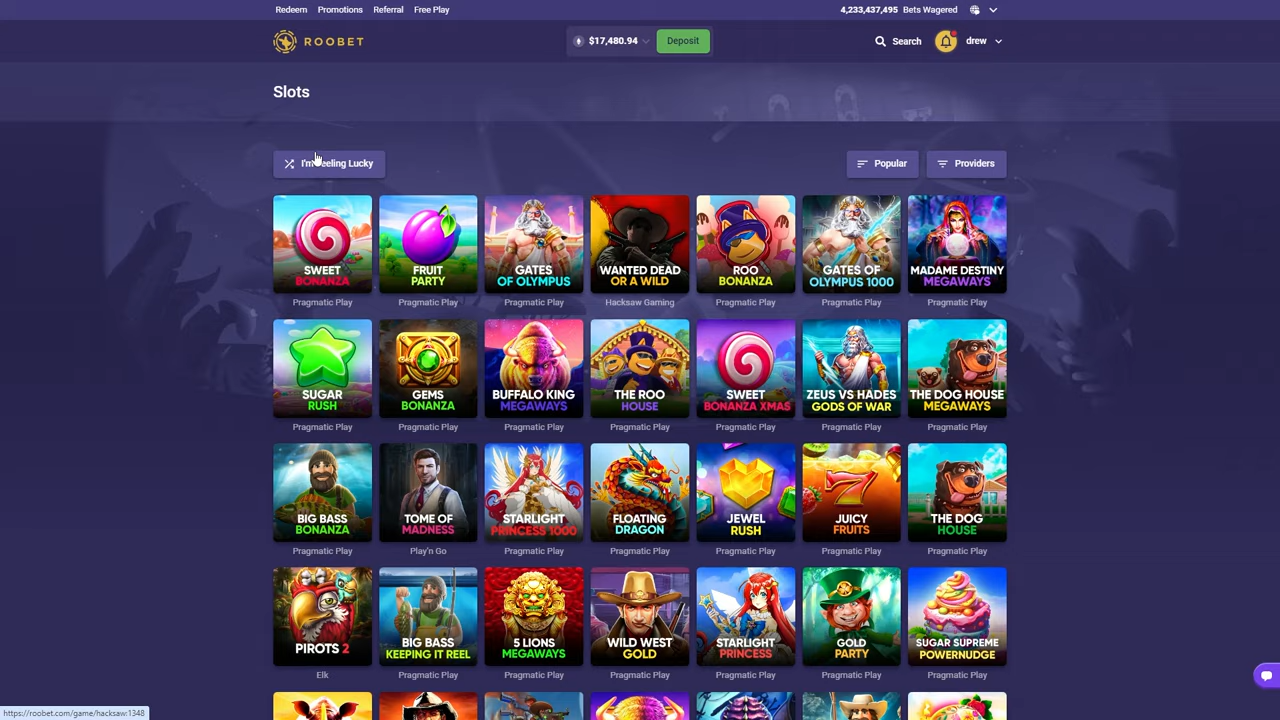 Redeem Promotions Referral Free Play 4,233,437,495 Bets Wagered
ROOBET $17,480.94 Deposit Search drew
Slots
I'm Feeling Lucky Popular Providers
SWEET BONANZA
FRUIT PARTY
GATES OF OLYMPUS
WANTED DEAD OR A WILD
ROO BONANZA
GATES OF OLYMPUS 1000
MADAME DESTINY MEGAWAYS
Pragmatic Play Pragmatic Play Pragmatic Play Hacksaw Gaming Pragmatic Play Pragmatic Play Pragmatic Play
SUGAR RUSH
GEMS BONANZA
BUFFALO KING MEGAWAYS
THE ROO HOUSE
SWEET BONANZA XMAS
ZEUS VS HADES GODS OF WAR
THE DOG HOUSE MEGAWAYS
Pragmatic Play Pragmatic Play Pragmatic Play Pragmatic Play Pragmatic Play Pragmatic Play Pragmatic Play
BIG BASS BONANZA
TOME OF MADNESS
STARLIGHT PRINCESS 1000
FLOATING DRAGON
JEWEL RUSH
JUICY FRUITS
THE DOG HOUSE
Pragmatic Play Play'n Go Pragmatic Play Pragmatic Play Pragmatic Play Pragmatic Play Pragmatic Play
PIROTS 2
BIG BASS KEEPING IT REEL
5 LIONS MEGAWAYS
WILD WEST GOLD
STARLIGHT PRINCESS
GOLD PARTY
SUGAR SUPREME POWERNUDGE
Elk Pragmatic Play Pragmatic Play Pragmatic Play Pragmatic Play Pragmatic Play Pragmatic Play
https://roobet.com/game/hacksaw:1348